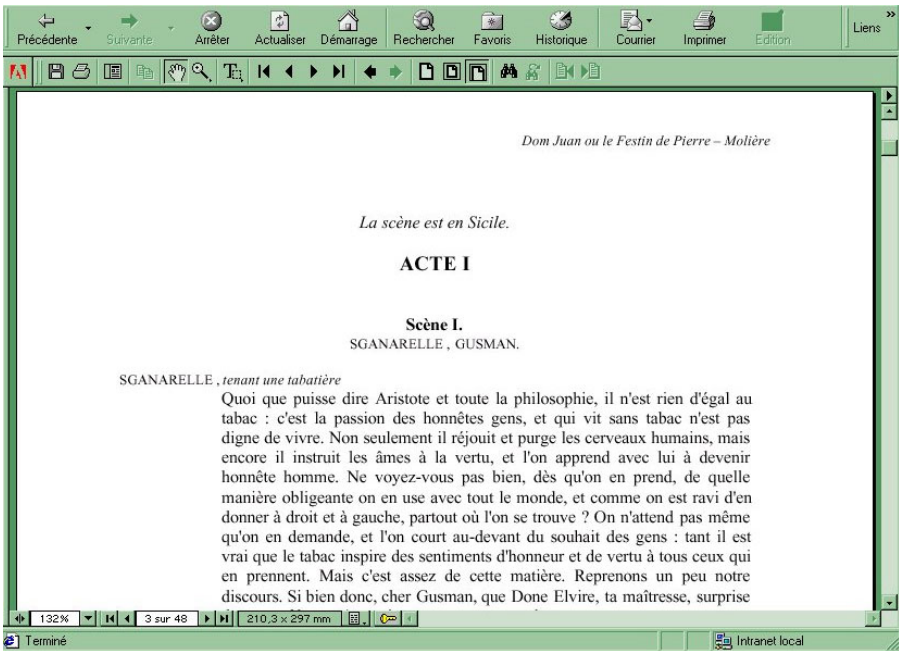 Précédente Suivante Arrêter Actualiser Démarrage Rechercher Favoris Historique Courrier Imprimer Edition Liens »
Dom Juan ou le Festin de Pierre – Molière
La scène est en Sicile.
ACTE I
Scène I.
SGANARELLE , GUSMAN.
SGANARELLE , tenant une tabatière
Quoi que puisse dire Aristote et toute la philosophie, il n'est rien d'égal au
tabac : c'est la passion des honnêtes gens, et qui vit sans tabac n'est pas
digne de vivre. Non seulement il réjouit et purge les cerveaux humains, mais
encore il instruit les âmes à la vertu, et l'on apprend avec lui à devenir
honnête homme. Ne voyez-vous pas bien, dès qu'on en prend, de quelle
manière obligeante on en use avec tout le monde, et comme on est ravi d'en
donner à droit et à gauche, partout où l'on se trouve ? On n'attend pas même
qu'on en demande, et l'on court au-devant du souhait des gens : tant il est
vrai que le tabac inspire des sentiments d'honneur et de vertu à tous ceux qui
en prennent. Mais c'est assez de cette matière. Reprenons un peu notre
discours. Si bien donc, cher Gusman, que Done Elvire, ta maîtresse, surprise
132% 3 sur 48 210,3 x 297 mm
Terminé Intranet local